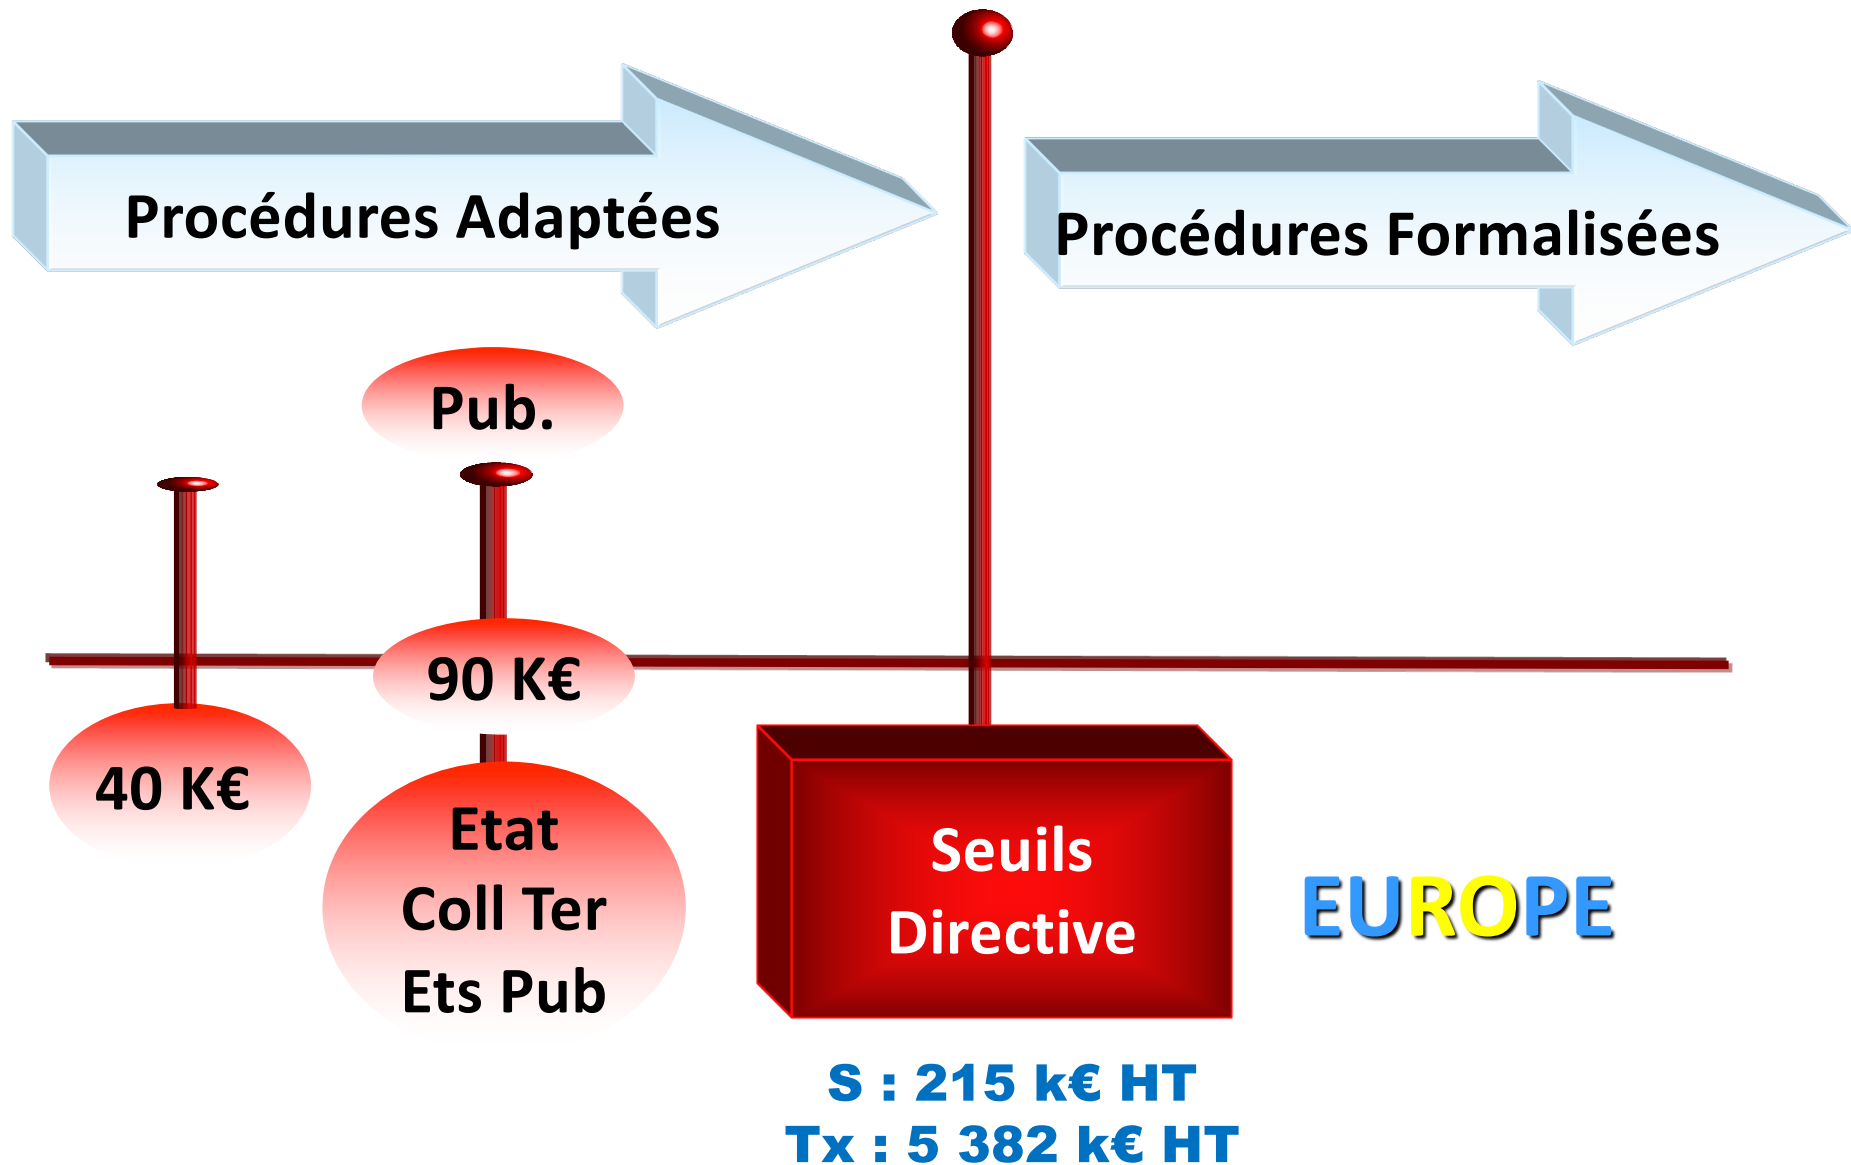 Procédures Adaptées
Procédures Formalisées
Pub.
90 K€
40 K€
Etat
Coll Ter
Ets Pub
Seuils
Directive
EUROPE
S : 215 k€ HT
Tx : 5 382 k€ HT